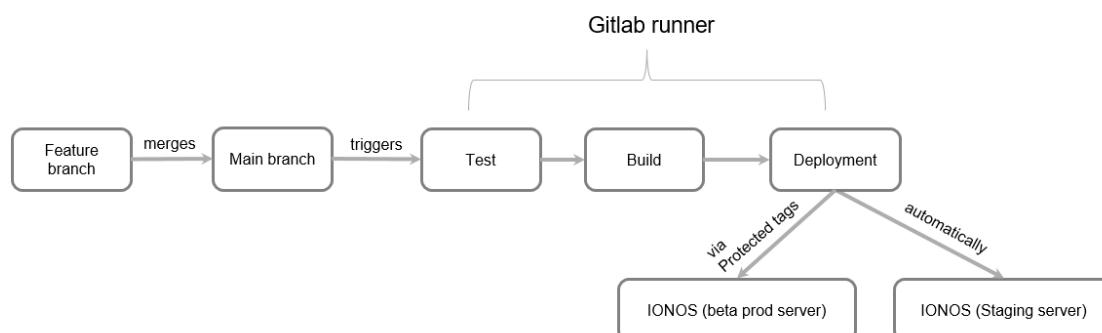 Gitlab runner
Feature
branch
merges
Main branch
triggers
Test
Build
Deployment
via
Protected tags
automatically
IONOS (beta prod server)
IONOS (Staging server)